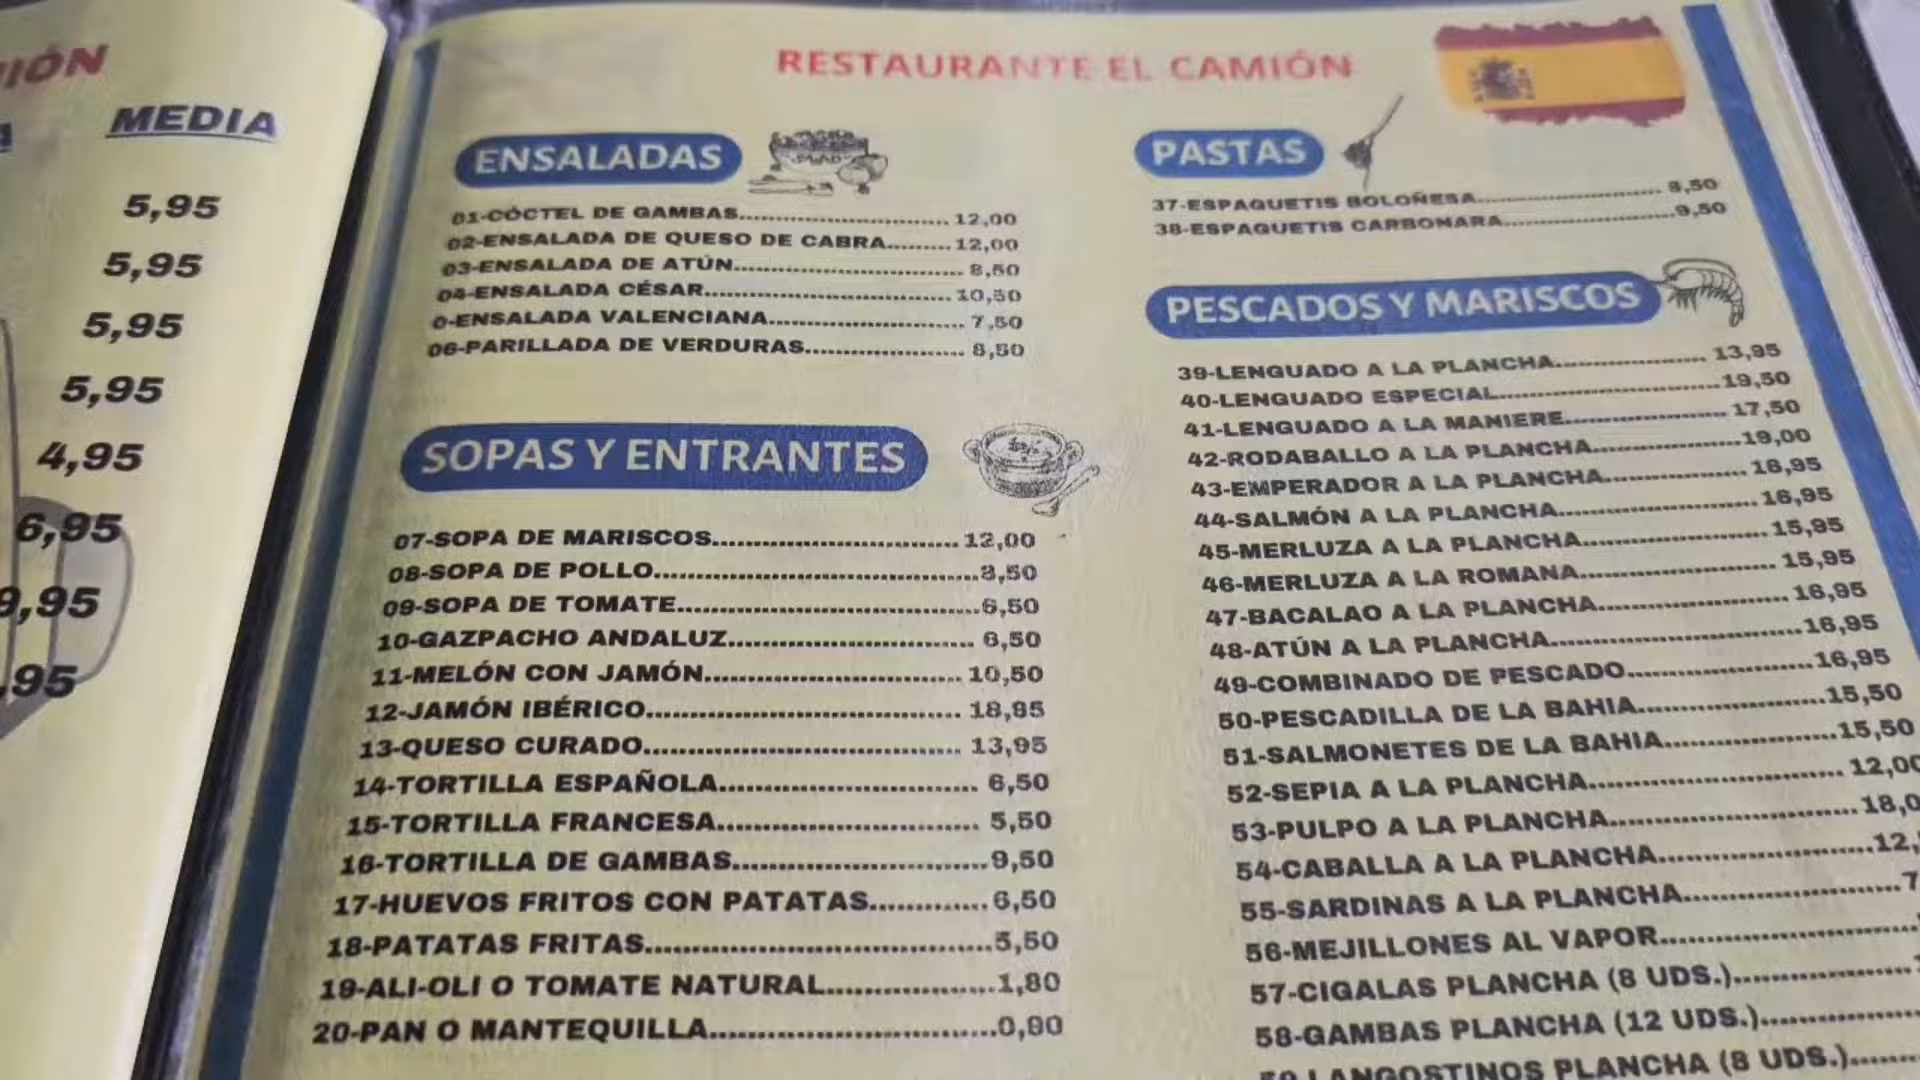 IÓN
MEDIA
5,95
5,95
5,95
5,95
4,95
6,95
9,95
,95
RESTAURANTE EL CAMIÓN
ENSALADAS
01-CÓCTEL DE GAMBAS 12,00
02-ENSALADA DE QUESO DE CABRA 12,00
03-ENSALADA DE ATÚN 8,50
04-ENSALADA CÉSAR 10,50
0-ENSALADA VALENCIANA 7,50
06-PARILLADA DE VERDURAS 8,50
SOPAS Y ENTRANTES
07-SOPA DE MARISCOS 12,00
08-SOPA DE POLLO 8,50
09-SOPA DE TOMATE 6,50
10-GAZPACHO ANDALUZ 6,50
11-MELÓN CON JAMÓN 10,50
12-JAMÓN IBÉRICO 18,95
13-QUESO CURADO 13,95
14-TORTILLA ESPAÑOLA 6,50
15-TORTILLA FRANCESA 5,50
16-TORTILLA DE GAMBAS 9,50
17-HUEVOS FRITOS CON PATATAS 6,50
18-PATATAS FRITAS 5,50
19-ALI-OLI O TOMATE NATURAL 1,80
20-PAN O MANTEQUILLA
PASTAS
37-ESPAGUETIS BOLOÑESA 8,50
38-ESPAGUETIS CARBONARA 9,50
PESCADOS Y MARISCOS
39-LENGUADO A LA PLANCHA 13,95
40-LENGUADO ESPECIAL 19,50
41-LENGUADO A LA MANIERE 17,50
42-RODABALLO A LA PLANCHA 19,00
43-EMPERADOR A LA PLANCHA 16,95
44-SALMÓN A LA PLANCHA 16,95
45-MERLUZA A LA PLANCHA 15,95
46-MERLUZA A LA ROMANA 15,95
47-BACALAO A LA PLANCHA 16,95
48-ATÚN A LA PLANCHA 16,95
49-COMBINADO DE PESCADO 16,95
50-PESCADILLA DE LA BAHIA 15,50
51-SALMONETES DE LA BAHIA 15,50
52-SEPIA A LA PLANCHA 12,00
53-PULPO A LA PLANCHA 18,0
54-CABALLA A LA PLANCHA 12,
55-SARDINAS A LA PLANCHA 7
56-MEJILLONES AL VAPOR
57-CIGALAS PLANCHA (8 UDS.)
58-GAMBAS PLANCHA (12 UDS.)
59-LANGOSTINOS PLANCHA (8 UDS.)